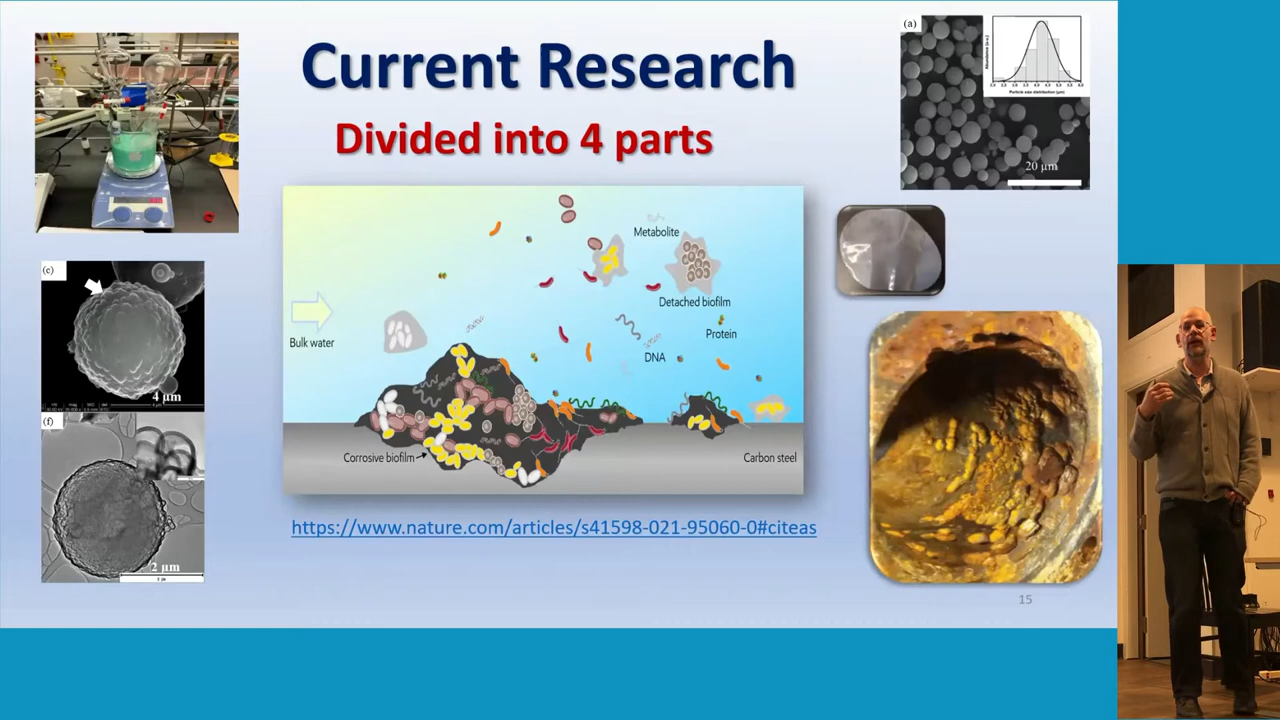 Current Research
Divided into 4 parts
(a)
20 µm
(c)
4 µm
(f)
2 µm
Metabolite
Detached biofilm
Protein
DNA
Bulk water
Corrosive biofilm
Carbon steel
https://www.nature.com/articles/s41598-021-95060-0#citeas
15